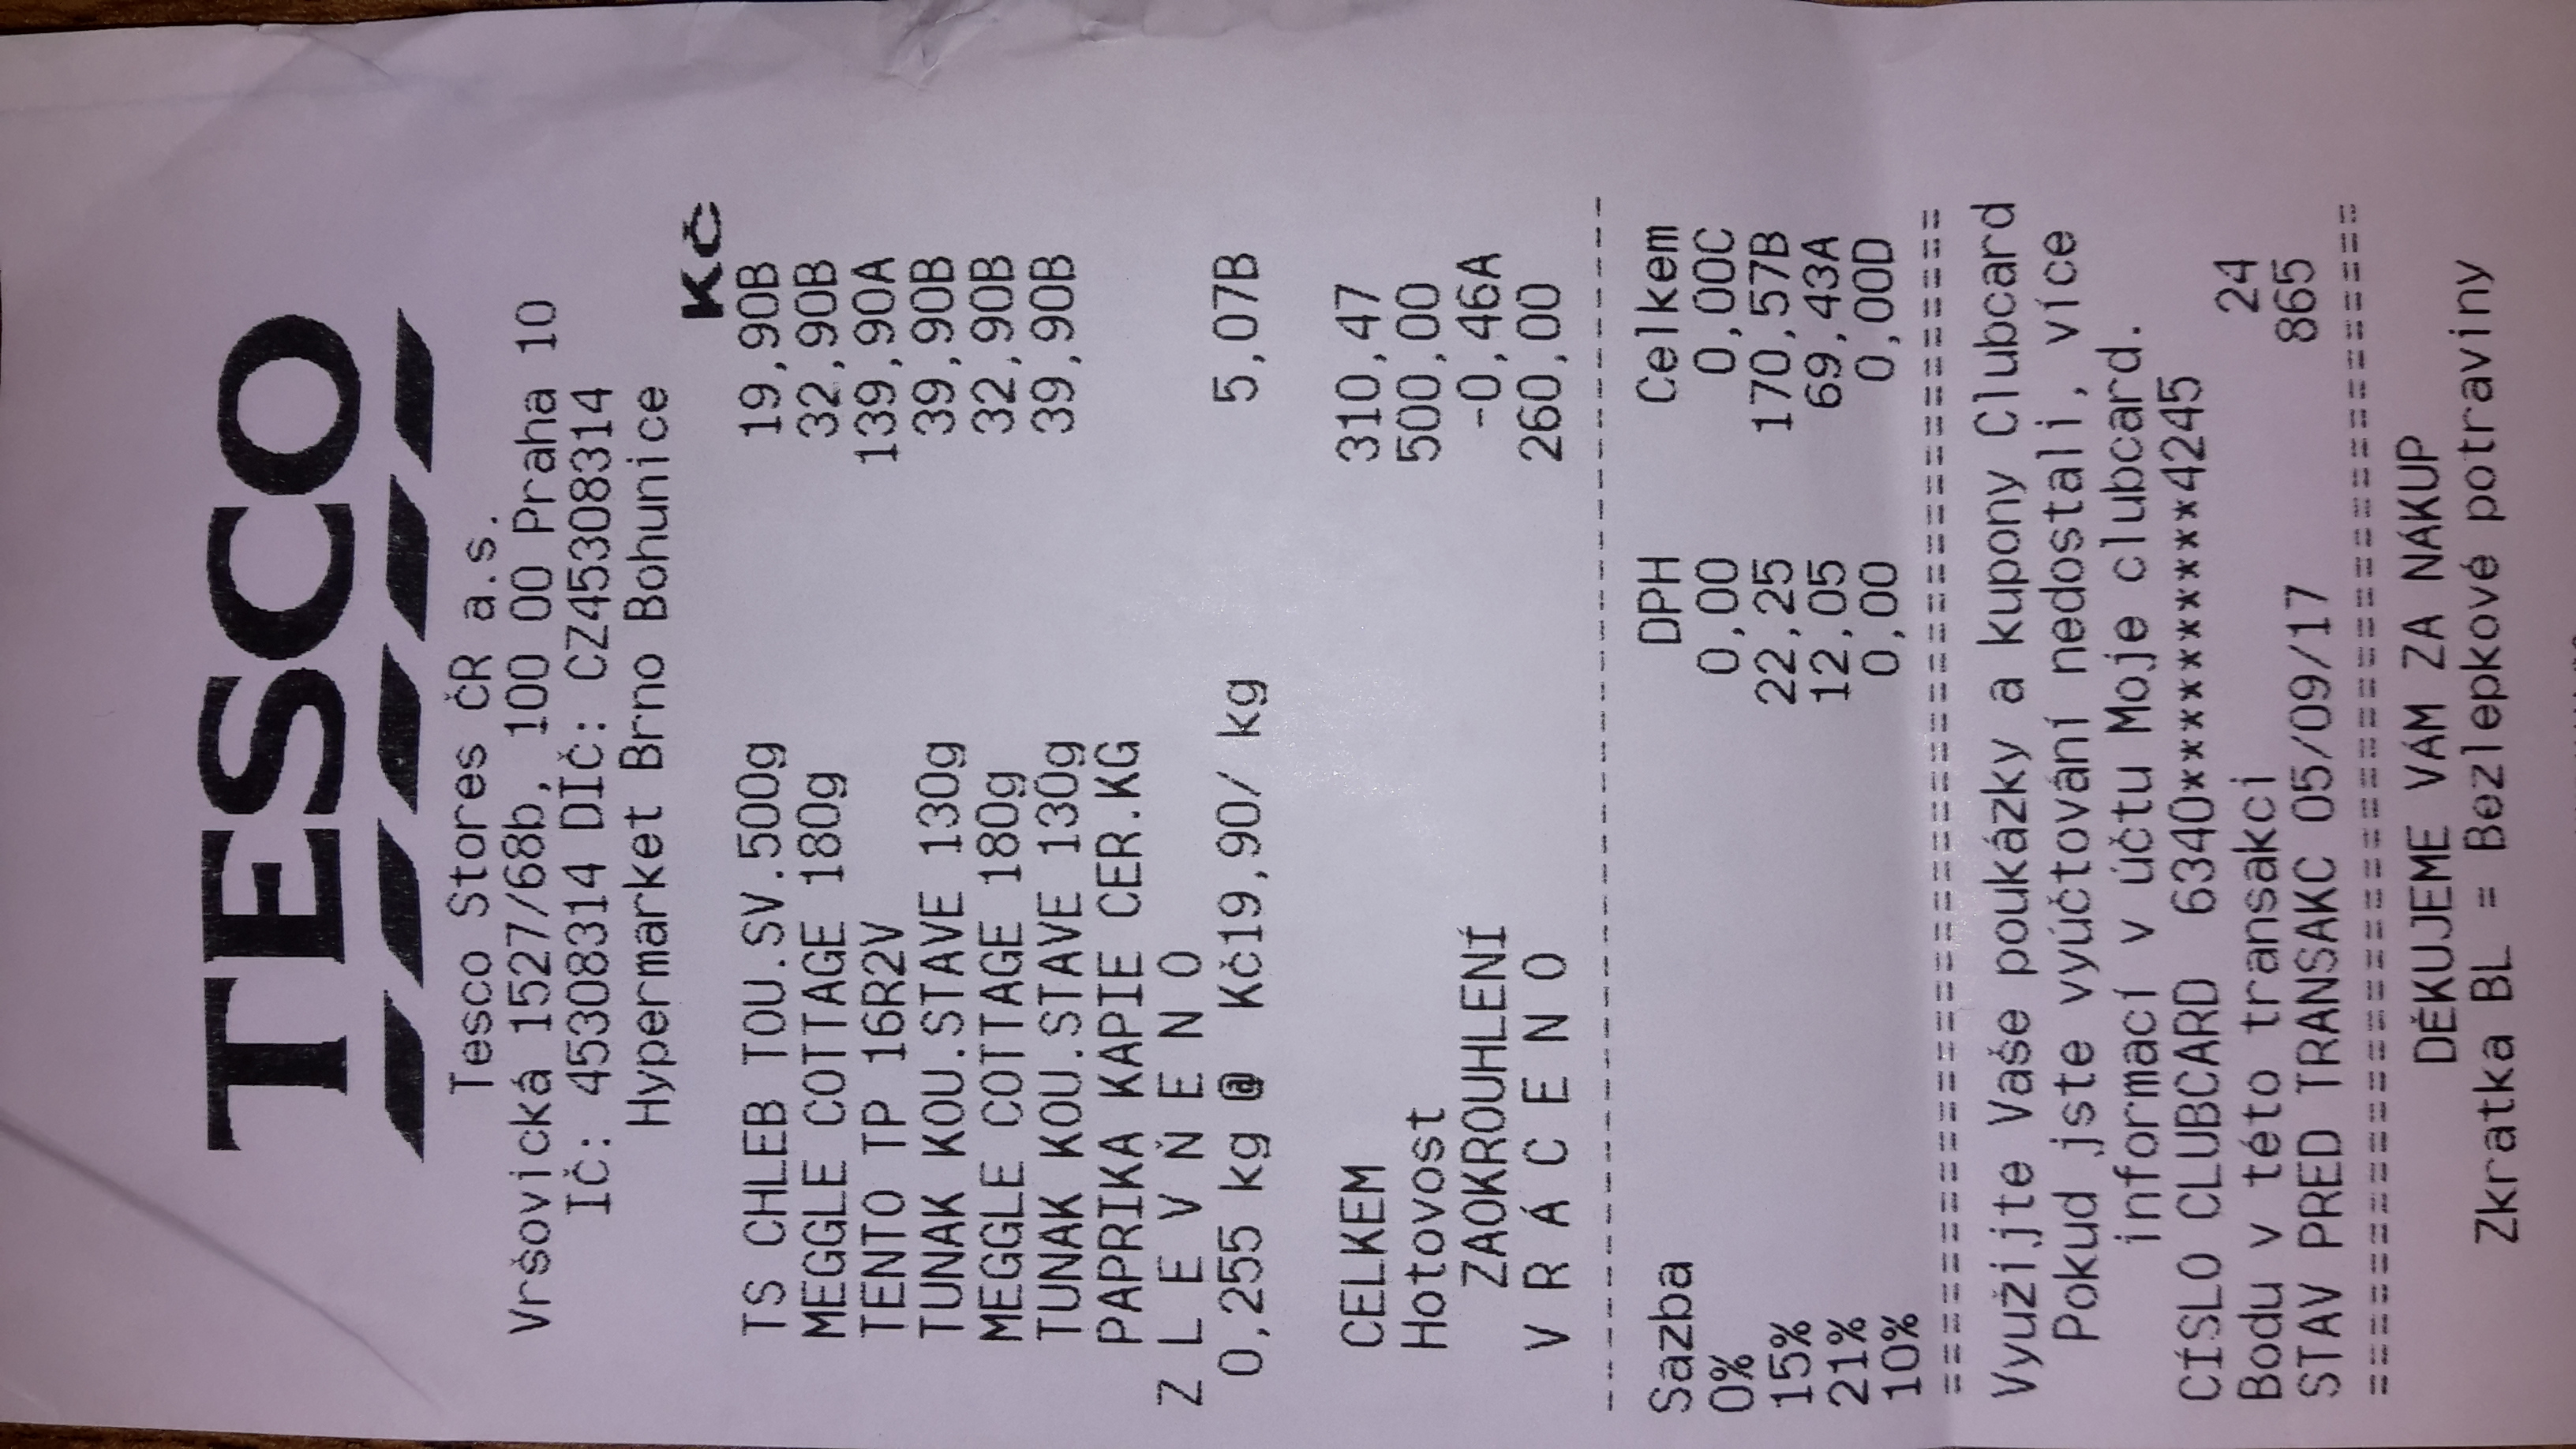 TESCO
Tesco Stores ČR a.s.
Vršovická 1527/68b, 100 00 Praha 10
IČ: 45308314 DIČ: CZ45308314
Hypermarket Brno Bohunice
Kč
TS CHLEB TOU.SV.500g 19,90B
MEGGLE COTTAGE 180g 32,90B
TENTO TP 16R2V 139,90A
TUNAK KOU.STAVE 130g 39,90B
MEGGLE COTTAGE 180g 32,90B
TUNAK KOU.STAVE 130g 39,90B
PAPRIKA KAPIE CER.KG
Z L E V Ň E N O
0,255 kg @ Kč19,90/ kg 5,07B
CELKEM 310,47
Hotovost 500,00
ZAOKROUHLENÍ -0,46A
V R Á C E N O 260,00
Sazba DPH Celkem
0% 0,00 0,00C
15% 22,25 170,57B
21% 12,05 69,43A
10% 0,00 0,00D
Využijte Vaše poukázky a kupony Clubcard
Pokud jste vyúčtování nedostali, více
informací v účtu Moje clubcard.
CÍSLO CLUBCARD 6340**********4245
Bodu v této transakci 24
STAV PRED TRANSAKC 05/09/17 865
DĚKUJEME VÁM ZA NÁKUP
Zkratka BL = Bezlepkové potraviny